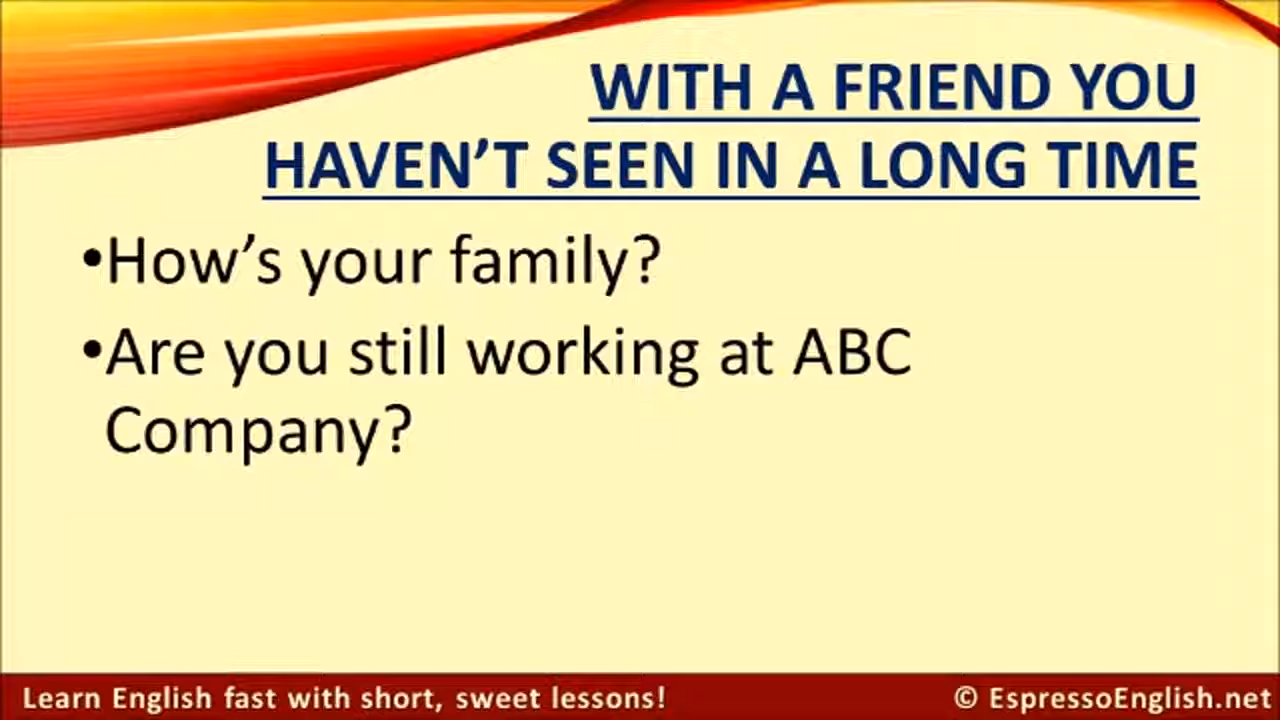 WITH A FRIEND YOU
HAVEN’T SEEN IN A LONG TIME
•How’s your family?
•Are you still working at ABC
Company?
Learn English fast with short, sweet lessons!
© EspressoEnglish.net